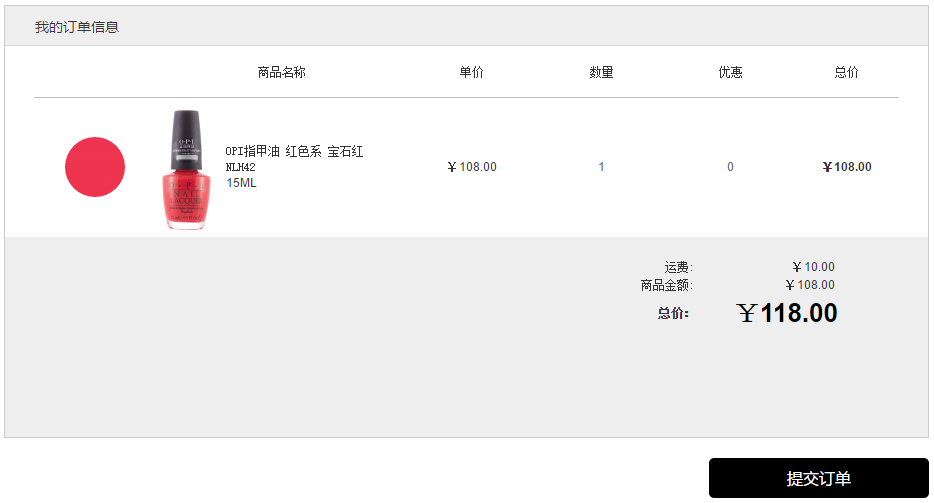 我的订单信息
商品名称 单价 数量 优惠 总价
O·P·I
OPI指甲油 红色系 宝石红
NLH42
15ML
￥108.00 1 0 ￥108.00
O·P·I
NAIL
LACQUER
运费: ￥10.00
商品金额: ￥108.00
总价: ￥118.00
提交订单